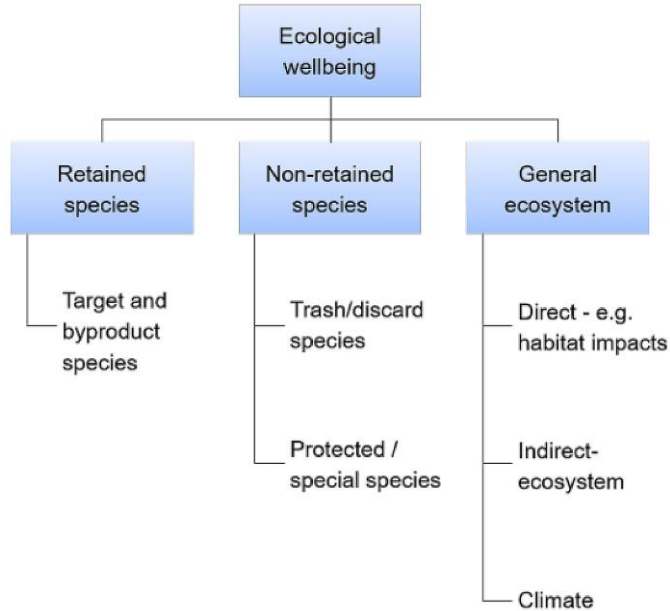 Ecological
wellbeing
Retained
species
Non-retained
species
General
ecosystem
Target and
byproduct
species
Trash/discard
species
Protected /
special species
Direct - e.g.
habitat impacts
Indirect-
ecosystem
Climate